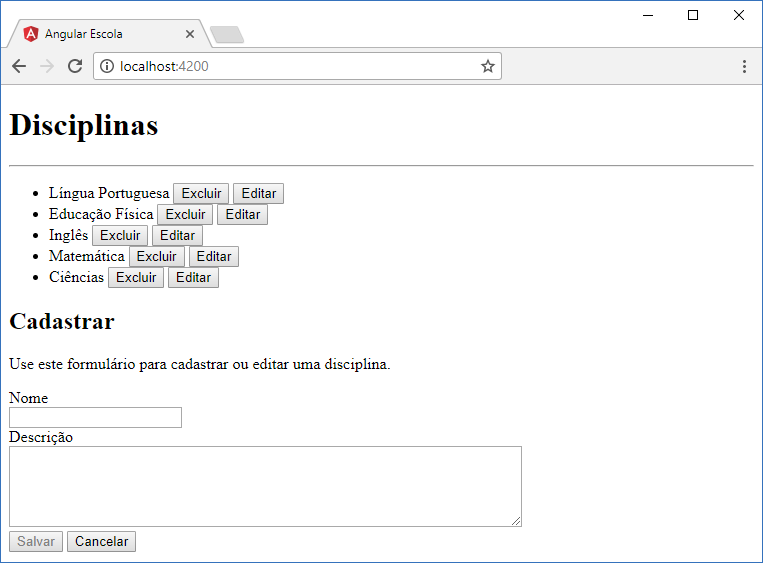 Angular Escola
localhost:4200
Disciplinas
Língua Portuguesa Excluir Editar
Educação Física Excluir Editar
Inglês Excluir Editar
Matemática Excluir Editar
Ciências Excluir Editar
Cadastrar
Use este formulário para cadastrar ou editar uma disciplina.
Nome
Descrição
Salvar Cancelar